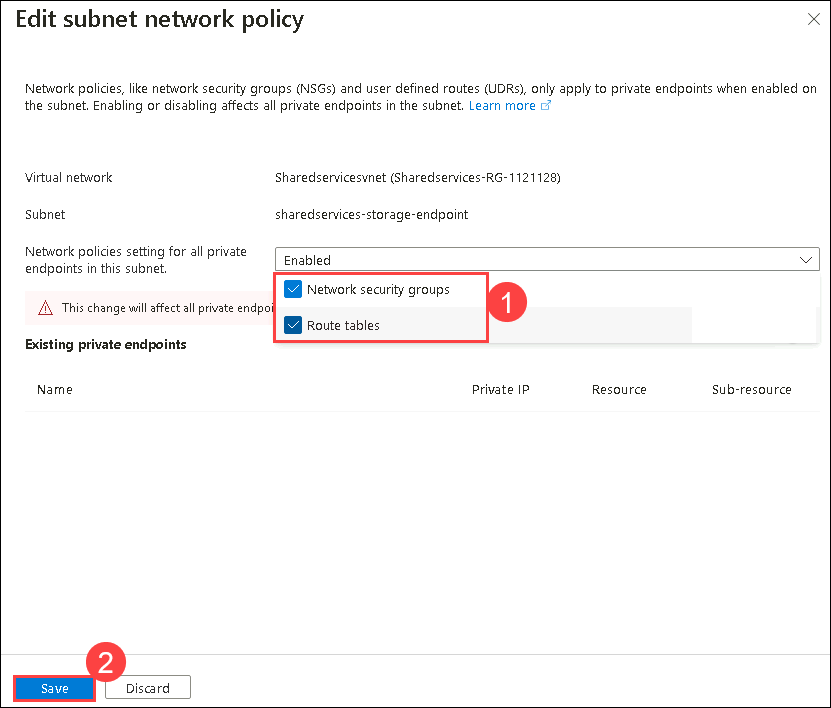 Edit subnet network policy
Network policies, like network security groups (NSGs) and user defined routes (UDRs), only apply to private endpoints when enabled on
the subnet. Enabling or disabling affects all private endpoints in the subnet. Learn more
Virtual network
Sharedservicesvnet (Sharedservices-RG-1121128)
Subnet
sharedservices-storage-endpoint
Network policies setting for all private
endpoints in this subnet.
Enabled
Network security groups
1
This change will affect all private endpoi
Route tables
Existing private endpoints
Name Private IP Resource Sub-resource
2
Save Discard